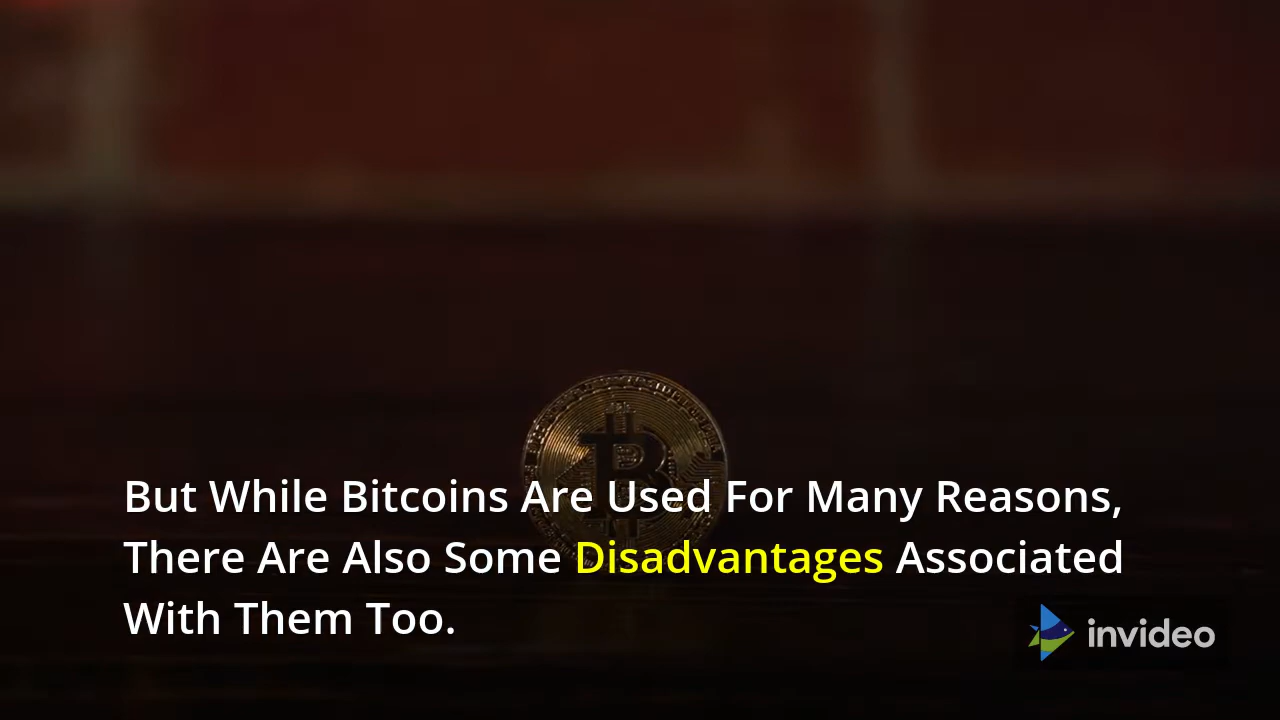 But While Bitcoins Are Used For Many Reasons,
There Are Also Some Disadvantages Associated
With Them Too.
invideo